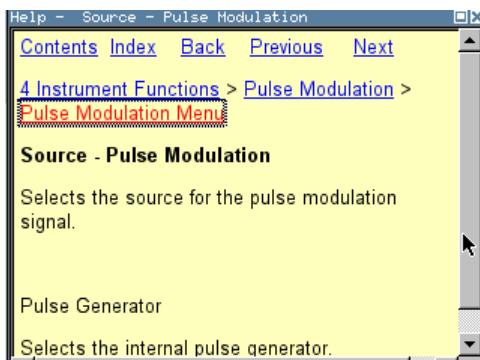 Help - Source - Pulse Modulation
Contents Index Back Previous Next
4 Instrument Functions > Pulse Modulation >
Pulse Modulation Menu
Source - Pulse Modulation
Selects the source for the pulse modulation
signal.
Pulse Generator
Selects the internal pulse generator.